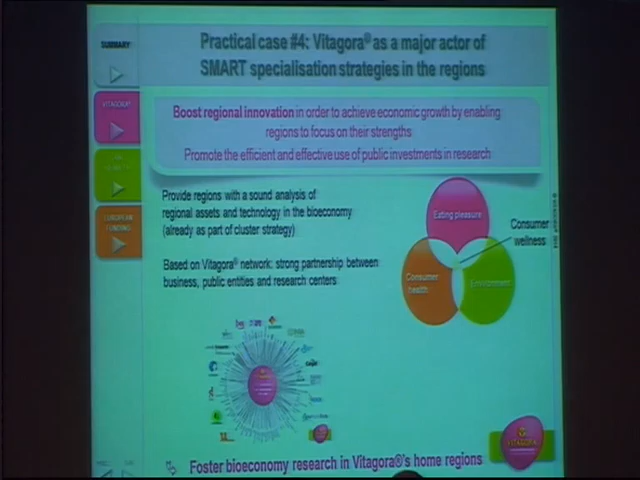 SUMMARY
Practical case #4: Vitagora® as a major actor of
SMART specialisation strategies in the regions
VITAGORA®
Boost regional innovation in order to achieve economic growth by enabling
regions to focus on their strengths
Promote the efficient and effective use of public investments in research
EUROPEAN
FUNDING
Provide regions with a sound analysis of
regional assets and technology in the bioeconomy
(already as part of cluster strategy)
Based on Vitagora® network: strong partnership between
business, public entities and research centers
Eating pleasure
Consumer
wellness
Consumer
health
Environment
VITAGORA
Foster bioeconomy research in Vitagora®'s home regions